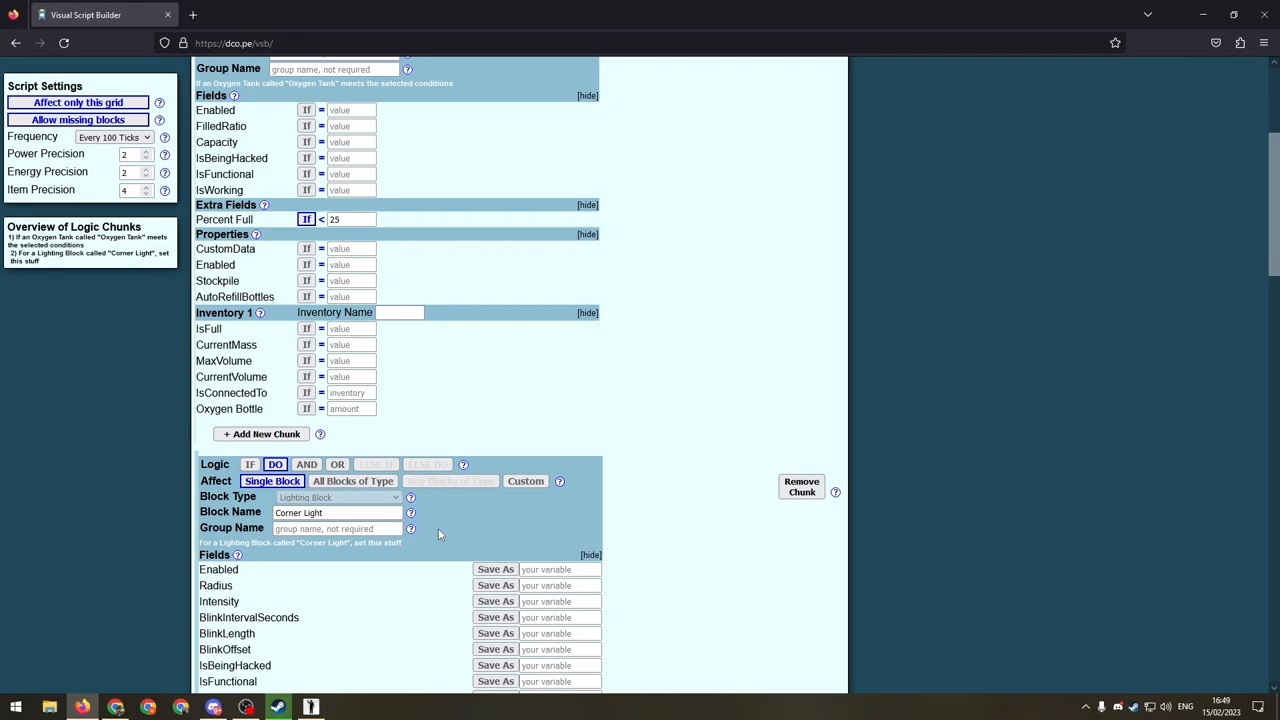 Visual Script Builder
https://dco.pe/vsb/
Script Settings
Affect only this grid
Allow missing blocks
Frequency Every 100 Ticks
Power Precision 2
Energy Precision 2
Item Precision 4
Overview of Logic Chunks
1) If an Oxygen Tank called "Oxygen Tank" meets
the selected conditions
2) For a Lighting Block called "Corner Light", set
this stuff
Group Name group name, not required ?
If an Oxygen Tank called "Oxygen Tank" meets the selected conditions
Fields ? [hide]
Enabled If = value
FilledRatio If = value
Capacity If = value
IsBeingHacked If = value
IsFunctional If = value
IsWorking If = value
Extra Fields ? [hide]
Percent Full If < 25
Properties ? [hide]
CustomData If = value
Enabled If = value
Stockpile If = value
AutoRefillBottles If = value
Inventory 1 ? Inventory Name [hide]
IsFull If = value
CurrentMass If = value
MaxVolume If = value
CurrentVolume If = value
IsConnectedTo If = inventory
Oxygen Bottle If = amount
+ Add New Chunk ?
Logic IF DO AND OR ELSE IF ELSE DO ?
Affect Single Block All Blocks of Type Any Blocks of Type Custom ?
Block Type Lighting Block ?
Block Name Corner Light ?
Group Name group name, not required ?
For a Lighting Block called "Corner Light", set this stuff
Fields ? [hide]
Enabled Save As your variable
Radius Save As your variable
Intensity Save As your variable
BlinkIntervalSeconds Save As your variable
BlinkLength Save As your variable
BlinkOffset Save As your variable
IsBeingHacked Save As your variable
IsFunctional Save As your variable
Remove
Chunk ?
ENG
16:49
15/02/2023